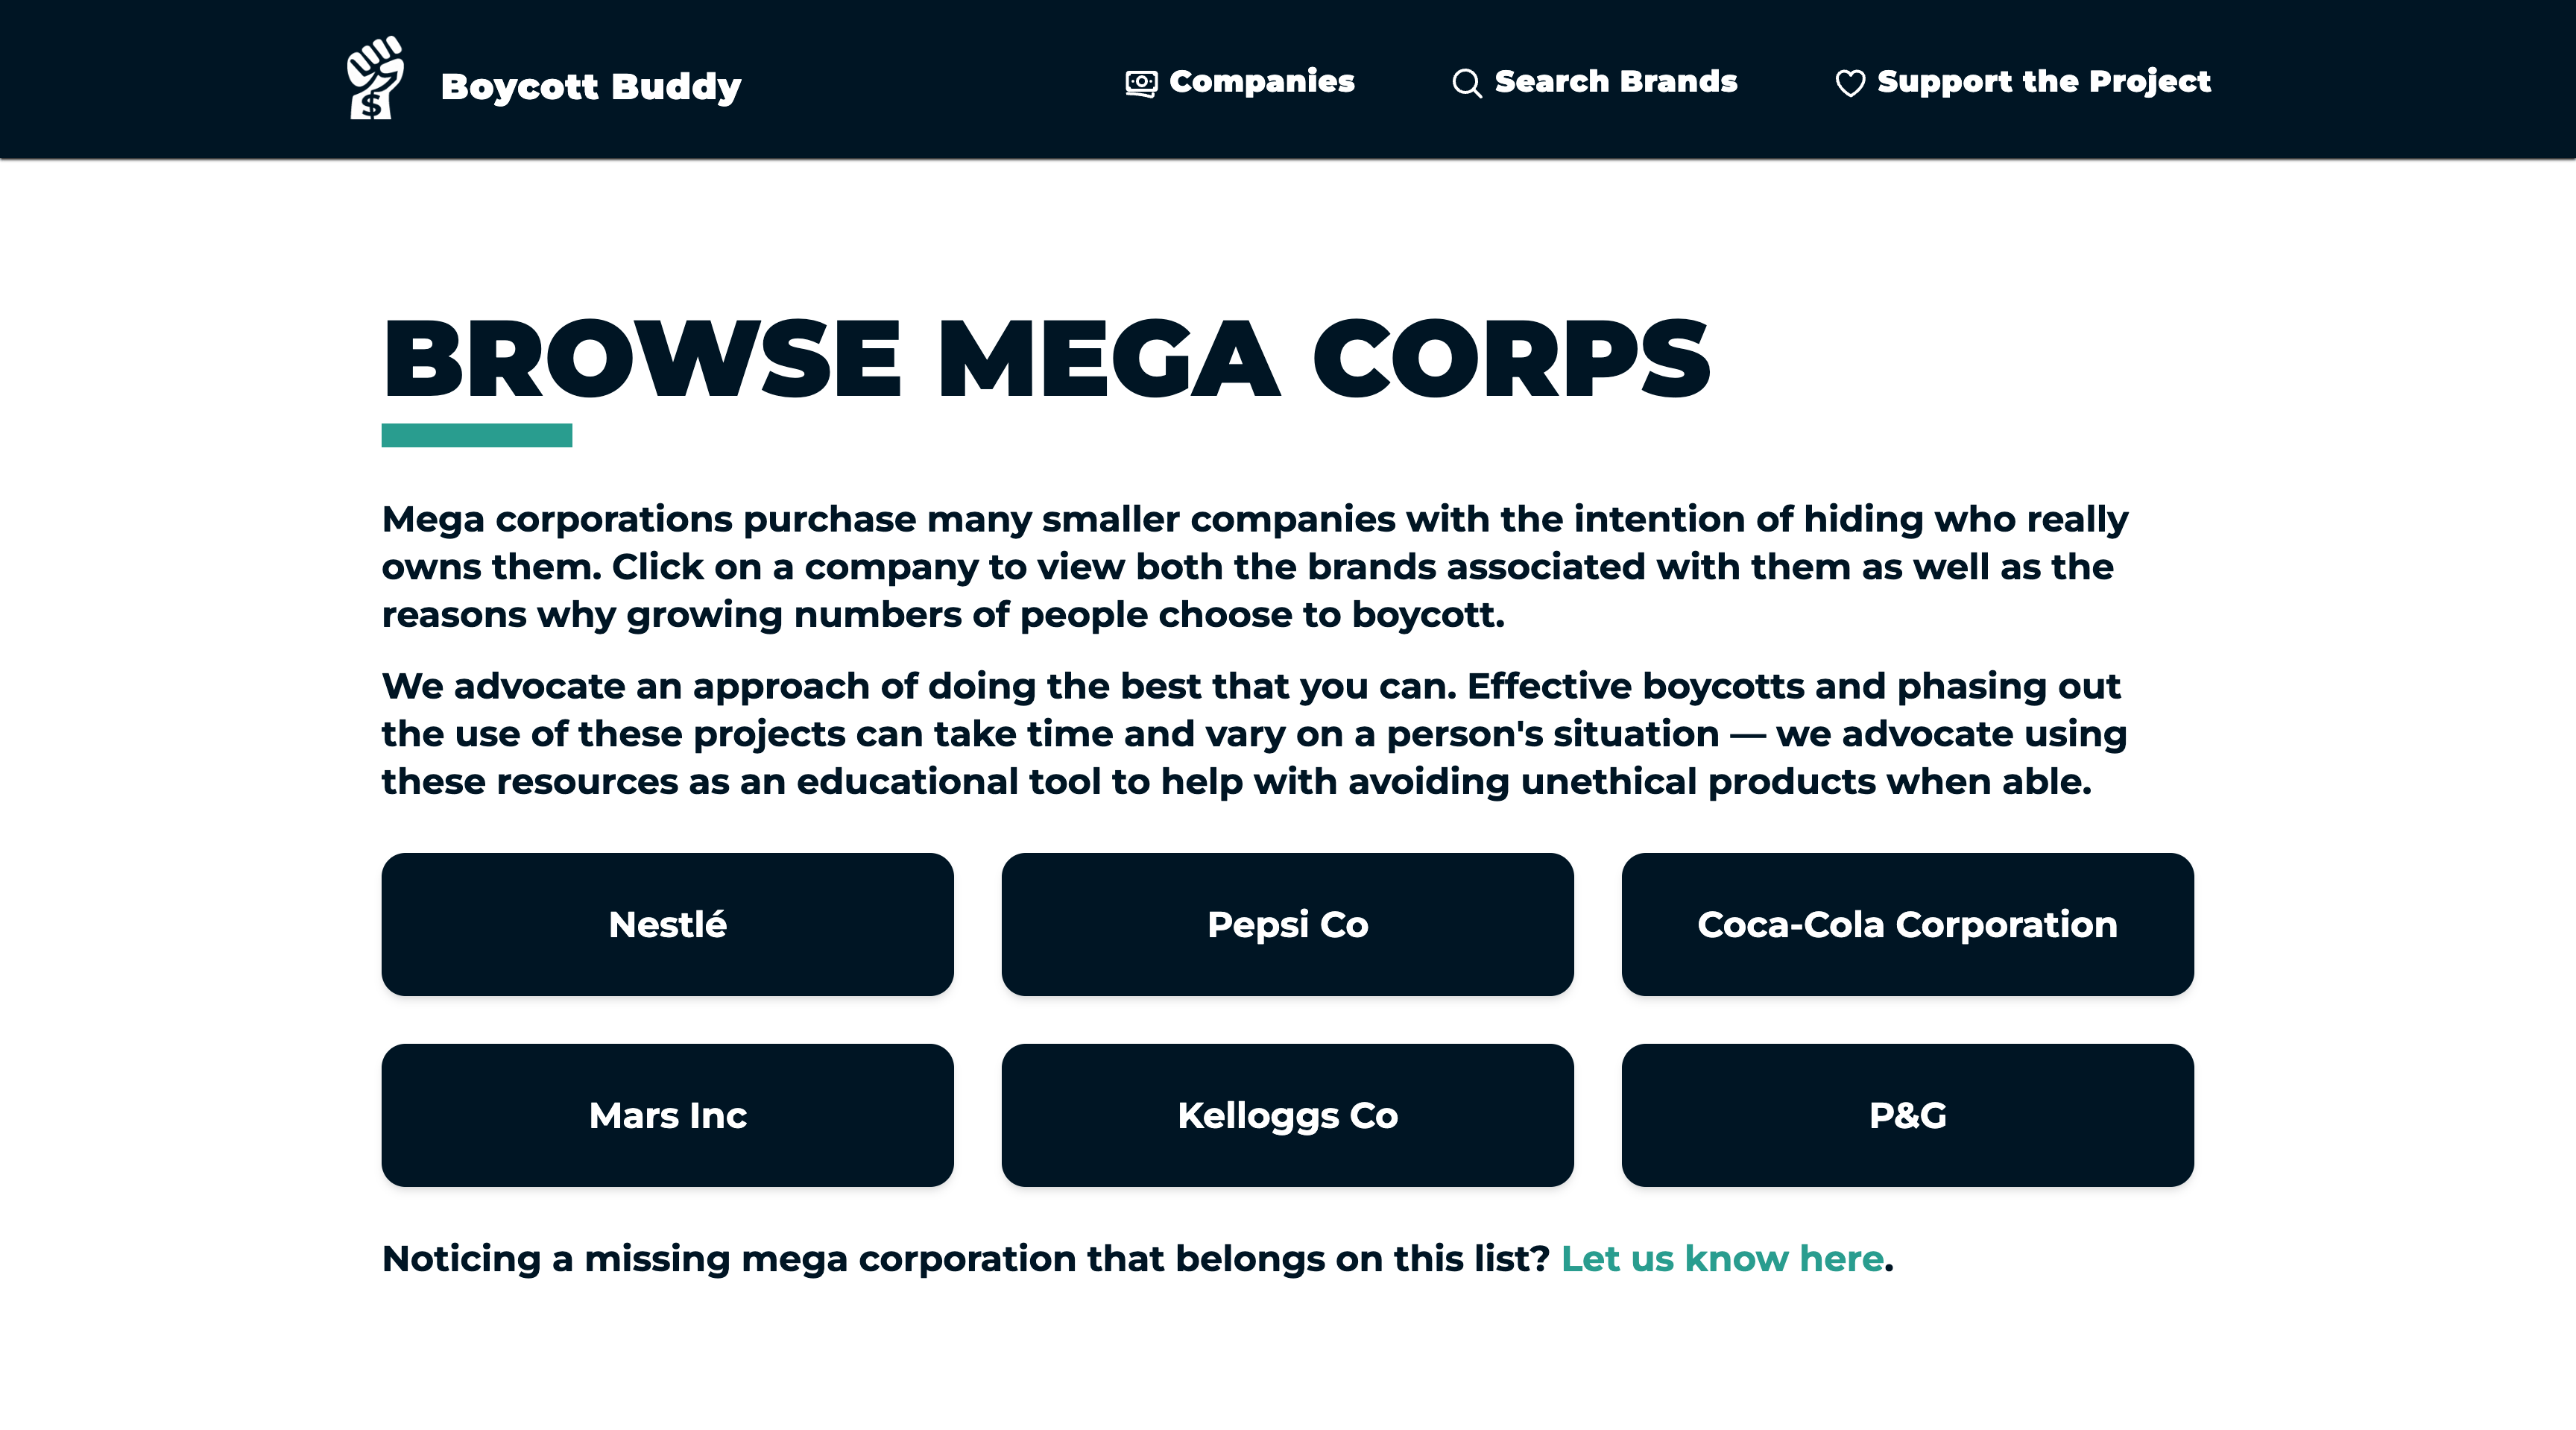 Boycott Buddy
Companies
Search Brands
Support the Project
BROWSE MEGA CORPS
Mega corporations purchase many smaller companies with the intention of hiding who really
owns them. Click on a company to view both the brands associated with them as well as the
reasons why growing numbers of people choose to boycott.
We advocate an approach of doing the best that you can. Effective boycotts and phasing out
the use of these projects can take time and vary on a person's situation — we advocate using
these resources as an educational tool to help with avoiding unethical products when able.
Nestlé
Pepsi Co
Coca-Cola Corporation
Mars Inc
Kelloggs Co
P&G
Noticing a missing mega corporation that belongs on this list? Let us know here.